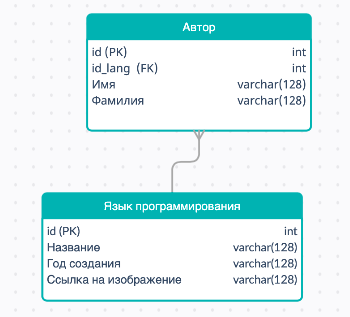 Автор
id (PK) int
id_lang (FK) int
Имя varchar(128)
Фамилия varchar(128)
Язык программирования
id (PK) int
Название varchar(128)
Год создания varchar(128)
Ссылка на изображение varchar(128)